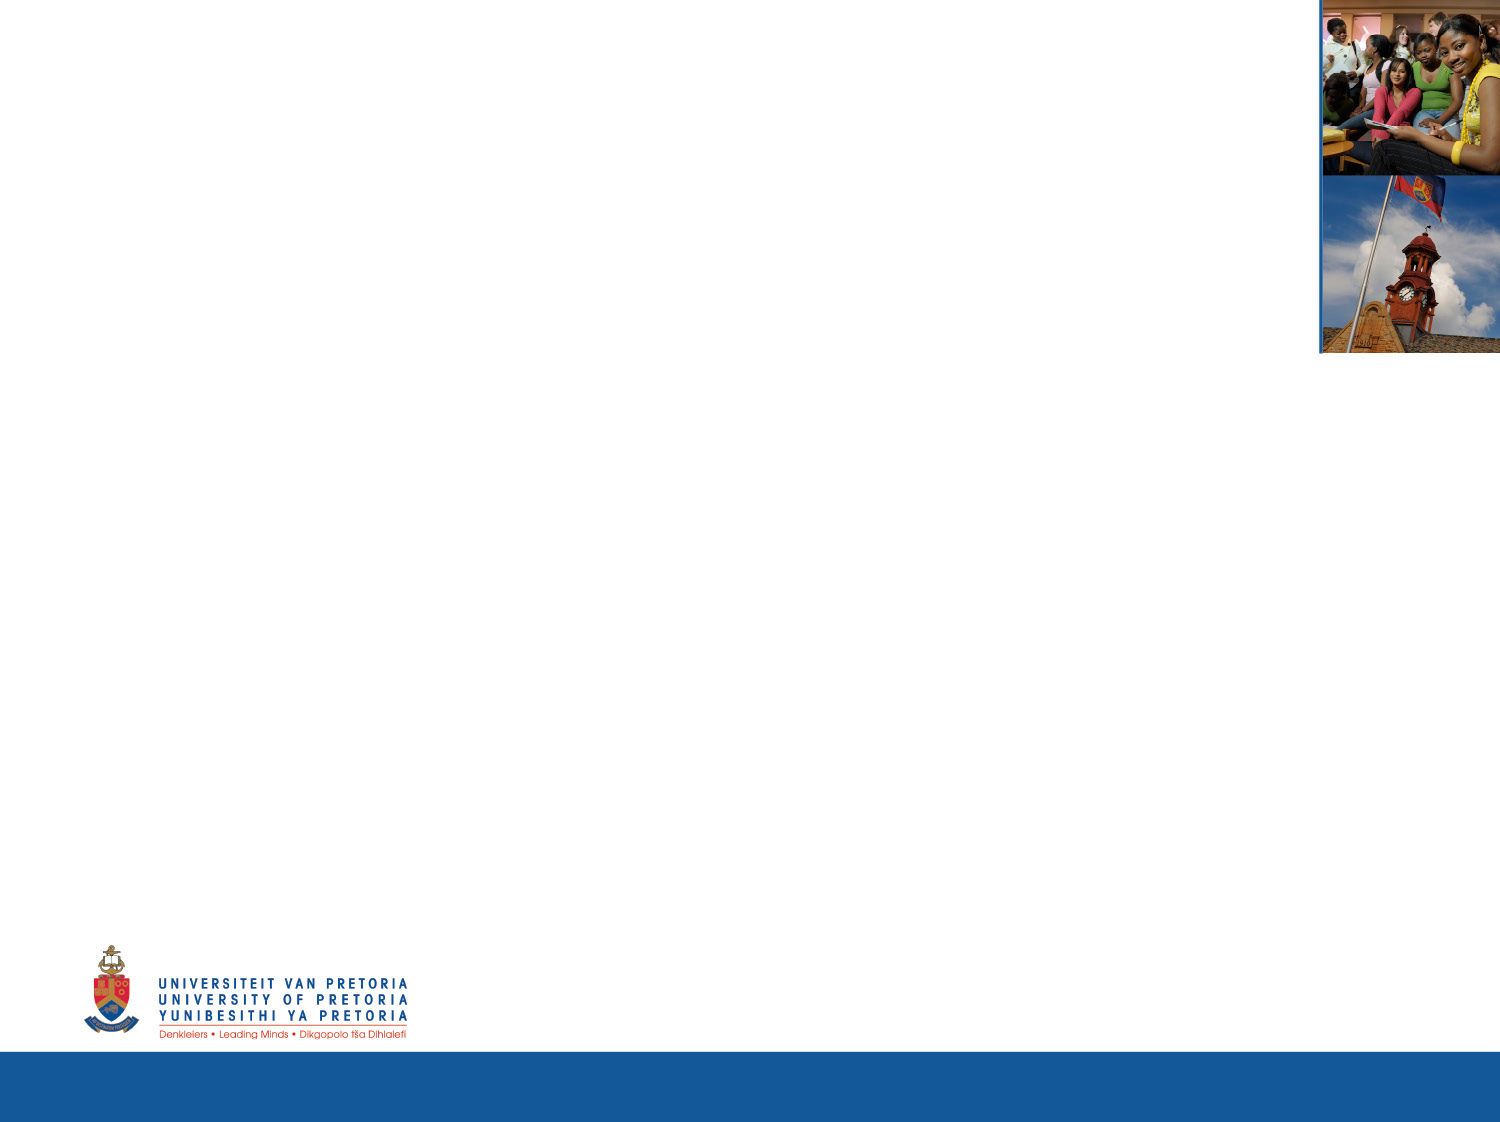 UNIVERSITEIT VAN PRETORIA
UNIVERSITY OF PRETORIA
YUNIBESITHI YA PRETORIA
Denkleiers • Leading Minds • Dikgopolo tša Dihlalefi